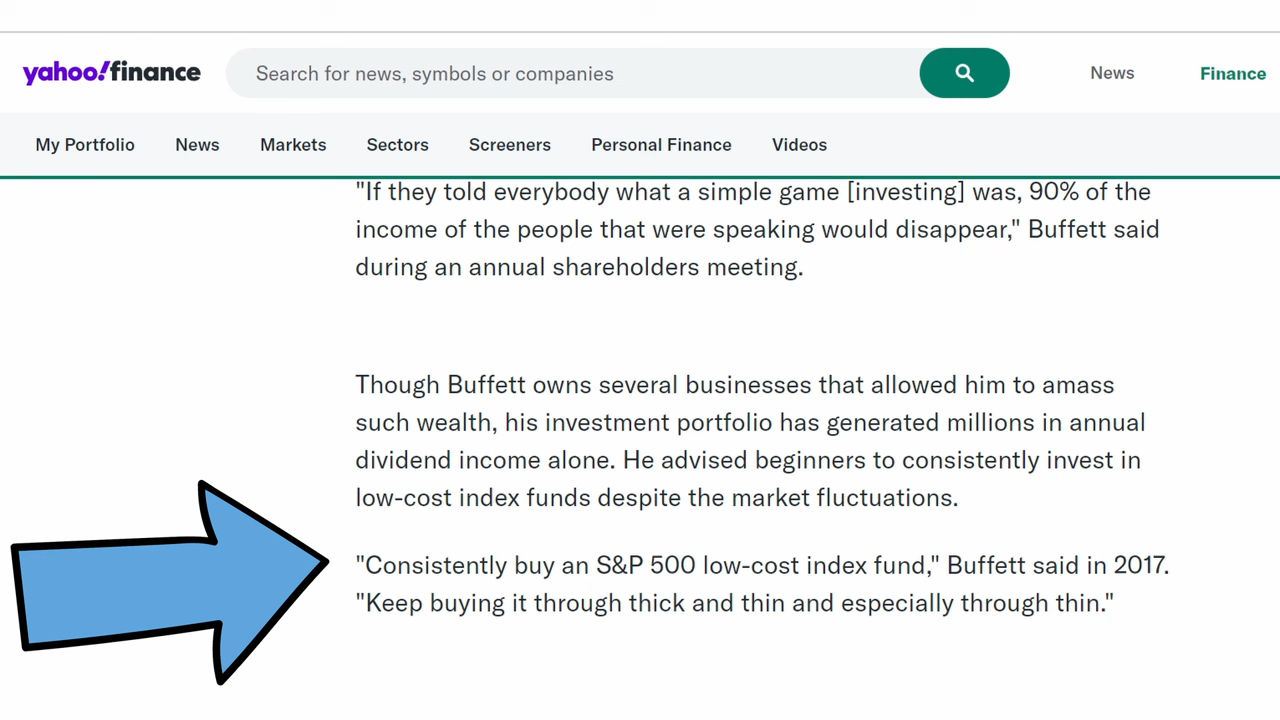 yahoo!finance
Search for news, symbols or companies
News
Finance
My Portfolio
News
Markets
Sectors
Screeners
Personal Finance
Videos
"If they told everybody what a simple game [investing] was, 90% of the
income of the people that were speaking would disappear," Buffett said
during an annual shareholders meeting.
Though Buffett owns several businesses that allowed him to amass
such wealth, his investment portfolio has generated millions in annual
dividend income alone. He advised beginners to consistently invest in
low-cost index funds despite the market fluctuations.
"Consistently buy an S&P 500 low-cost index fund," Buffett said in 2017.
"Keep buying it through thick and thin and especially through thin."